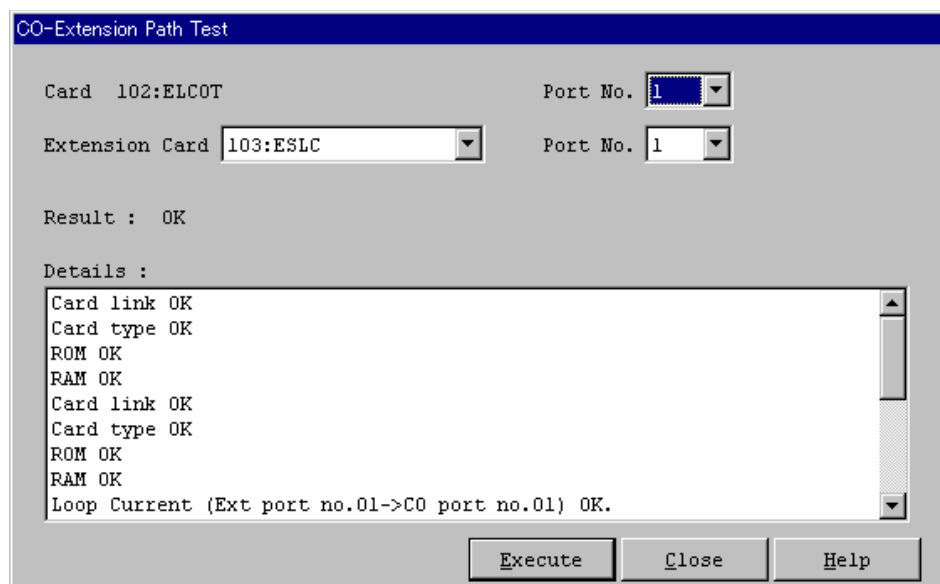 CO-Extension Path Test
Card 102:ELCOT Port No. 1
Extension Card 103:ESLC Port No. 1
Result : OK
Details :
Card link OK
Card type OK
ROM OK
RAM OK
Card link OK
Card type OK
ROM OK
RAM OK
Loop Current (Ext port no.01->CO port no.01) OK.
Execute Close Help